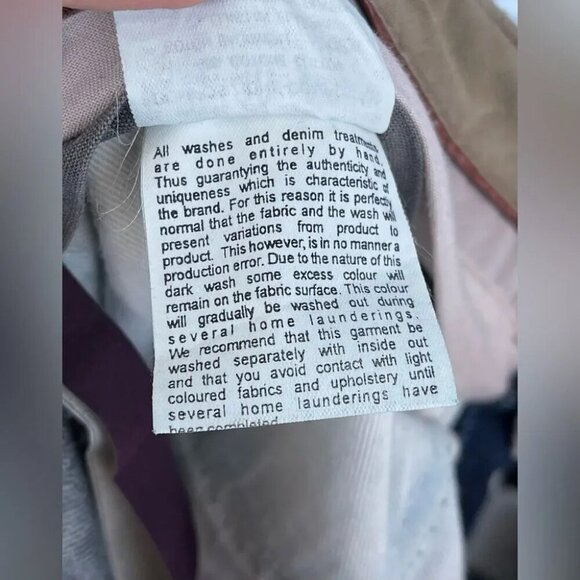 All washes and denim treatments
are done entirely by hand.
Thus guarantying the authenticity and
uniqueness which is characteristic of
the brand. For this reason it is perfectly
normal that the fabric and the wash will
present variations from product to
product. This however, is in no manner a
production error. Due to the nature of this
dark wash some excess colour will
remain on the fabric surface. This colour
will gradually be washed out during
several home launderings.
We recommend that this garment be
washed separately with inside out
and that you avoid contact with light
coloured fabrics and upholstery until
several home launderings have
been completed.